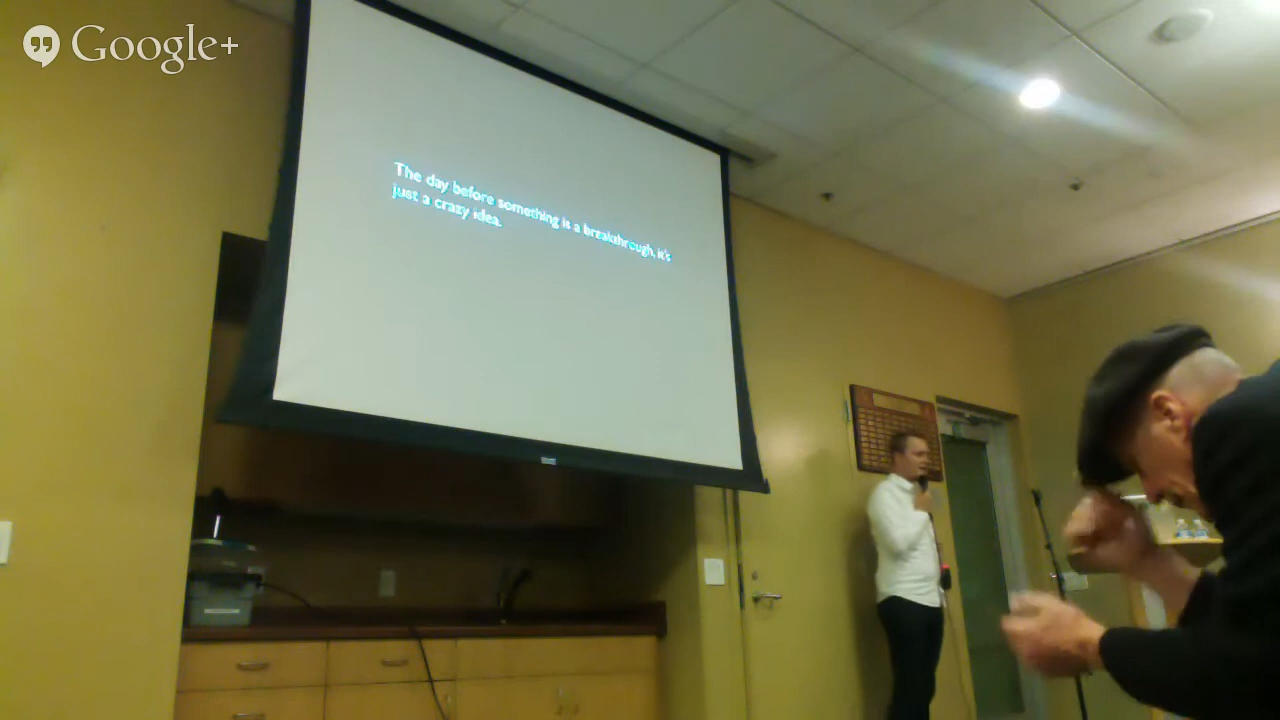 Google+
The day before something is a breakthrough, it's
just a crazy idea.